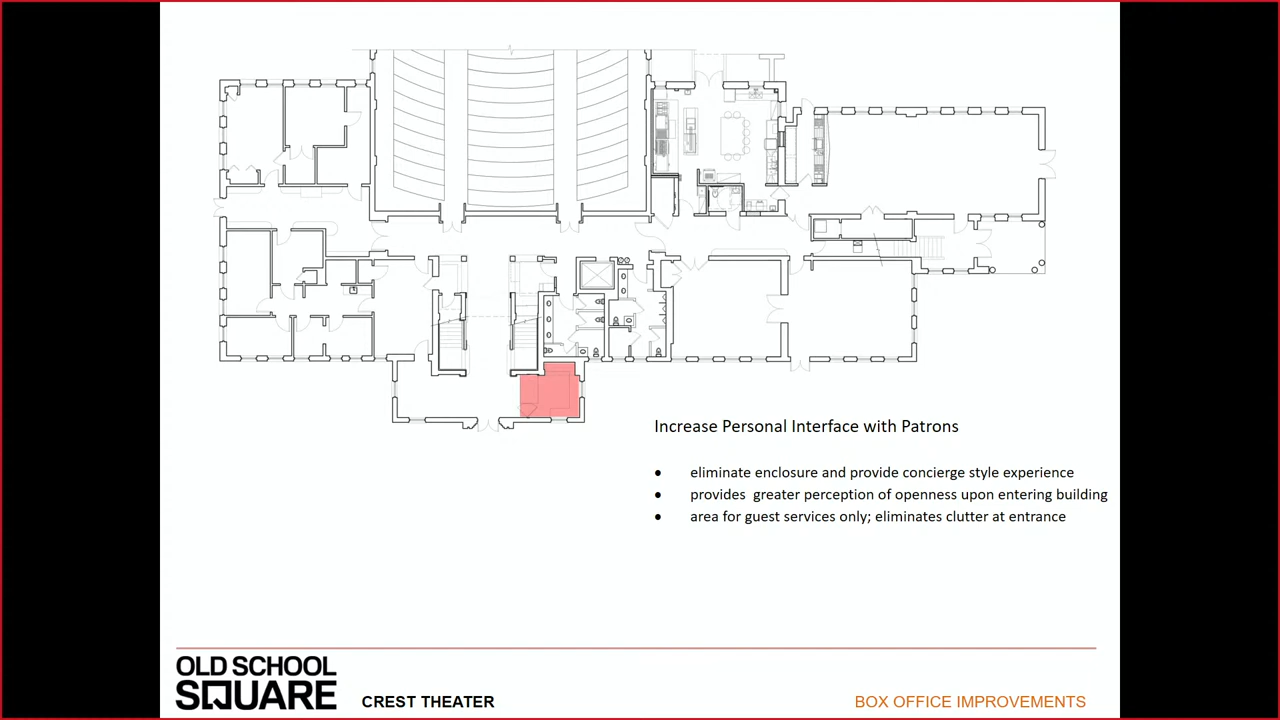 Increase Personal Interface with Patrons
• eliminate enclosure and provide concierge style experience
• provides greater perception of openness upon entering building
• area for guest services only; eliminates clutter at entrance
OLD SCHOOL
SQUARE
CREST THEATER
BOX OFFICE IMPROVEMENTS